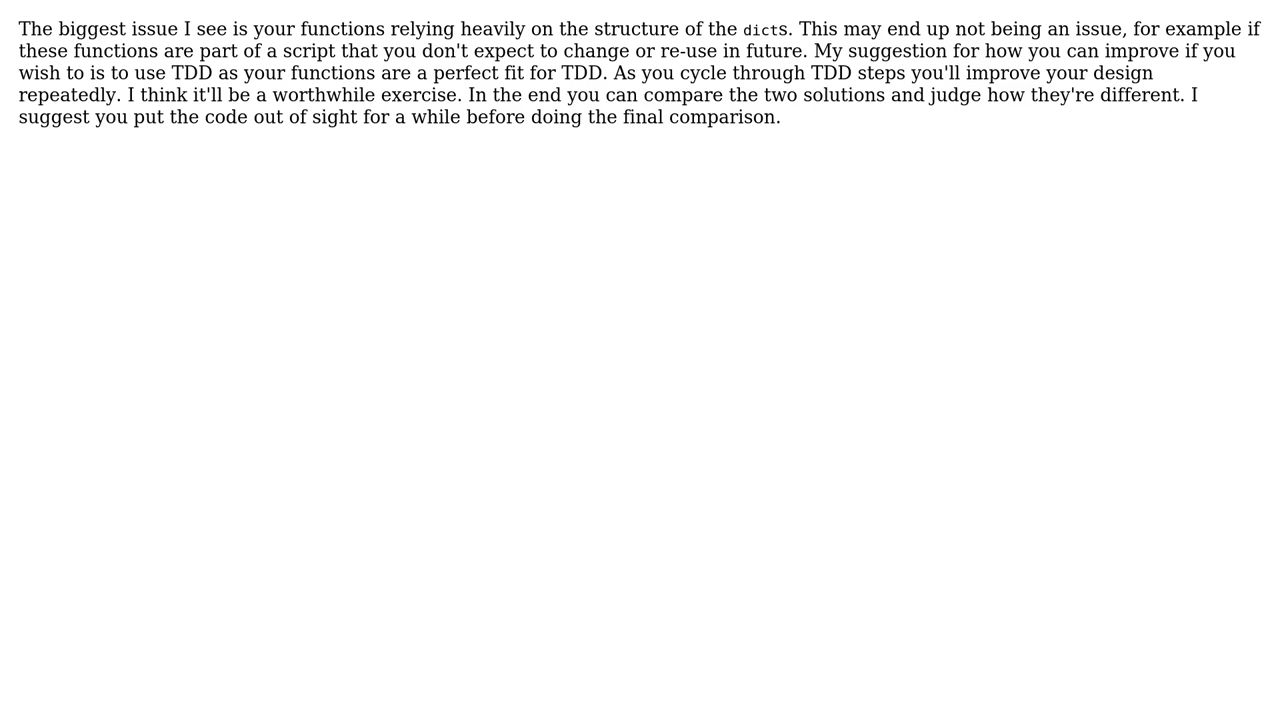 The biggest issue I see is your functions relying heavily on the structure of the dicts. This may end up not being an issue, for example if
these functions are part of a script that you don't expect to change or re-use in future. My suggestion for how you can improve if you
wish to is to use TDD as your functions are a perfect fit for TDD. As you cycle through TDD steps you'll improve your design
repeatedly. I think it'll be a worthwhile exercise. In the end you can compare the two solutions and judge how they're different. I
suggest you put the code out of sight for a while before doing the final comparison.